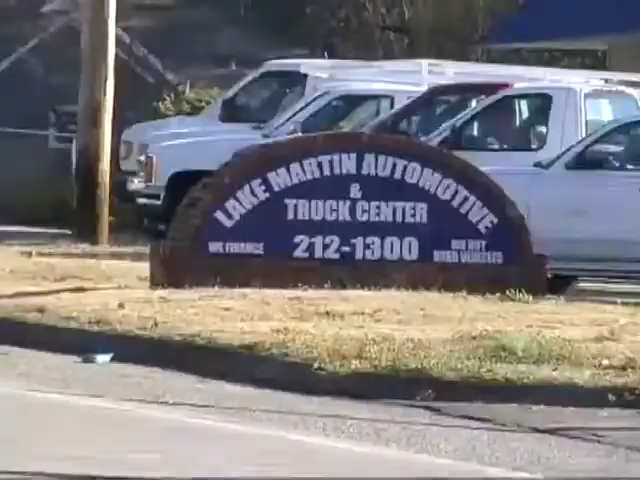 LAKE MARTIN AUTOMOTIVE
&
TRUCK CENTER
WE FINANCE
212-1300
WE BUY
USED VEHICLES